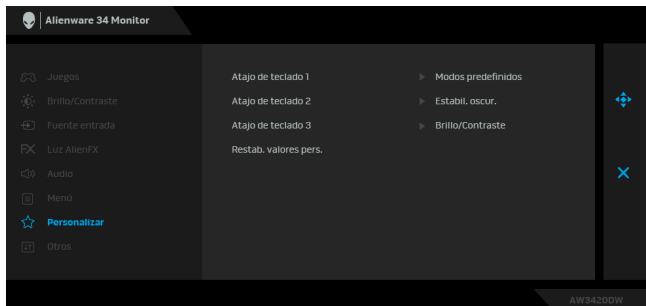 Alienware 34 Monitor
Juegos
Atajo de teclado 1 Modos predefinidos
Brillo/Contraste Atajo de teclado 2 Estabil. oscur.
Fuente entrada Atajo de teclado 3 Brillo/Contraste
FX Luz AlienFX Restab. valores pers.
Audio
Menú
Personalizar
Otros
AW3420DW